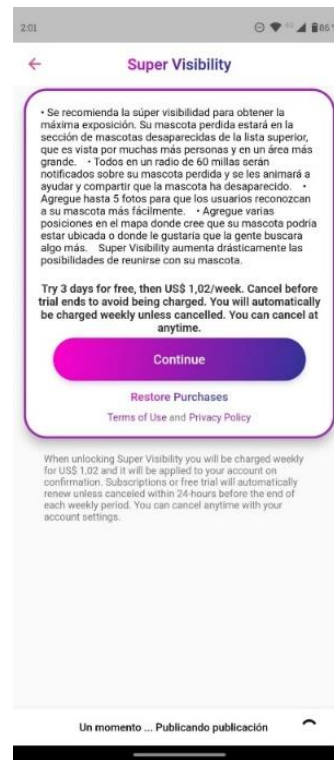 2:01
86%
Super Visibility
• Se recomienda la súper visibilidad para obtener la
máxima exposición. Su mascota perdida estará en la
sección de mascotas desaparecidas de la lista superior,
que es vista por muchas más personas y en un área más
grande. • Todos en un radio de 60 millas serán
notificados sobre su mascota perdida y se les animará a
ayudar y compartir que la mascota ha desaparecido. •
Agregue hasta 5 fotos para que los usuarios reconozcan
a su mascota más fácilmente. • Agregue varias
posiciones en el mapa donde cree que su mascota podría
estar ubicada o donde le gustaría que la gente buscara
algo más. Super Visibility aumenta drásticamente las
posibilidades de reunirse con su mascota.
Try 3 days for free, then US$ 1,02/week. Cancel before
trial ends to avoid being charged. You will automatically
be charged weekly unless cancelled. You can cancel at
anytime.
Continue
Restore Purchases
Terms of Use and Privacy Policy
When unlocking Super Visibility you will be charged weekly
for US$ 1,02 and it will be applied to your account on
confirmation. Subscriptions or free trial will automatically
renew unless canceled within 24-hours before the end of
each weekly period. You can cancel anytime with your
account settings.
Un momento ... Publicando publicación